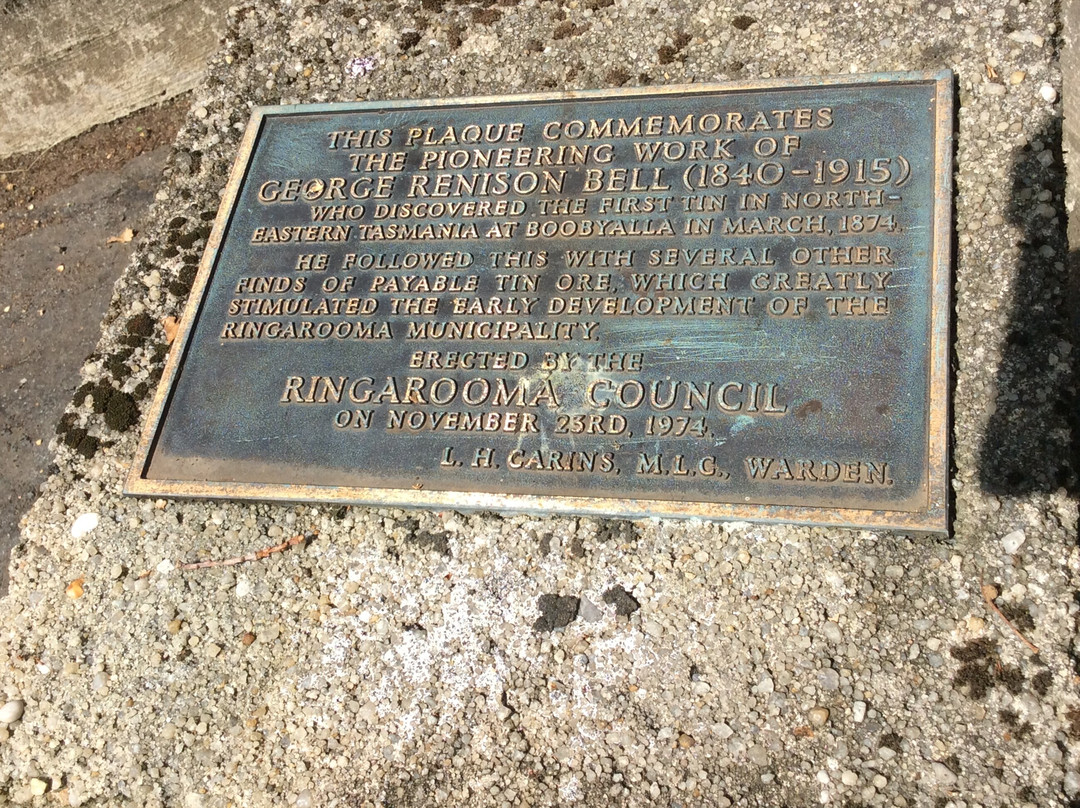 THIS PLAQUE COMMEMORATES
THE PIONEERING WORK OF
GEORGE RENISON BELL (1840-1915)
WHO DISCOVERED THE FIRST TIN IN NORTH-
EASTERN TASMANIA AT BOOBYALLA IN MARCH, 1874.
HE FOLLOWED THIS WITH SEVERAL OTHER
FINDS OF PAYABLE TIN ORE, WHICH GREATLY
STIMULATED THE EARLY DEVELOPMENT OF THE
RINGAROOMA MUNICIPALITY.
ERECTED BY THE
RINGAROOMA COUNCIL
ON NOVEMBER 23RD, 1974.
L. H. CARINS, M.L.C., WARDEN.